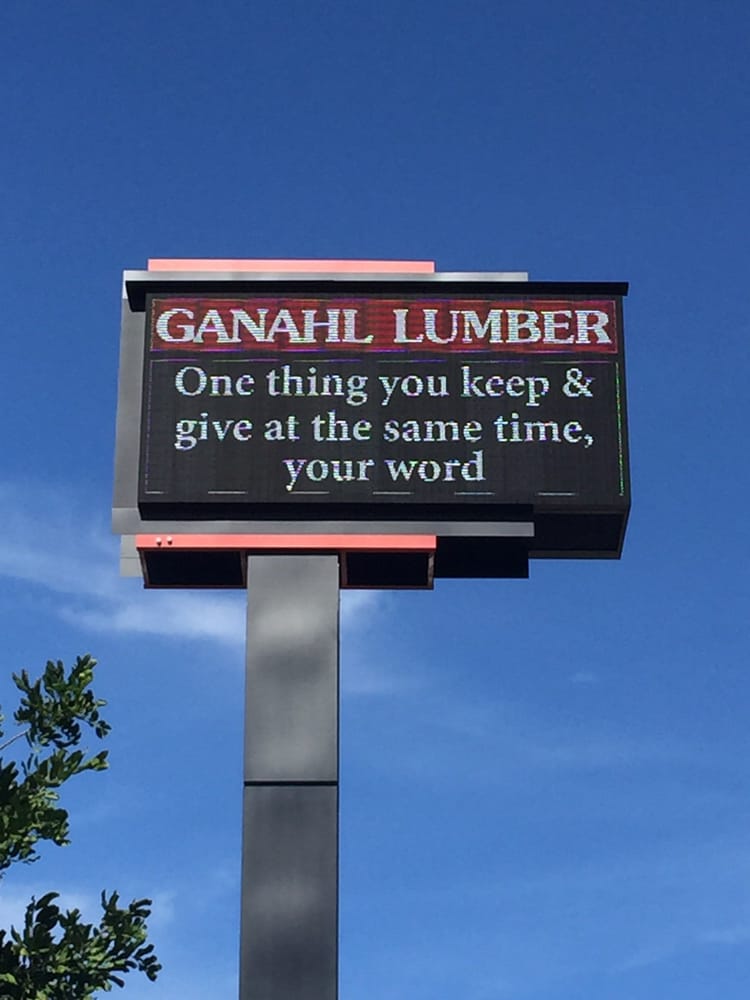 GANAHL LUMBER
One thing you keep &
give at the same time,
your word